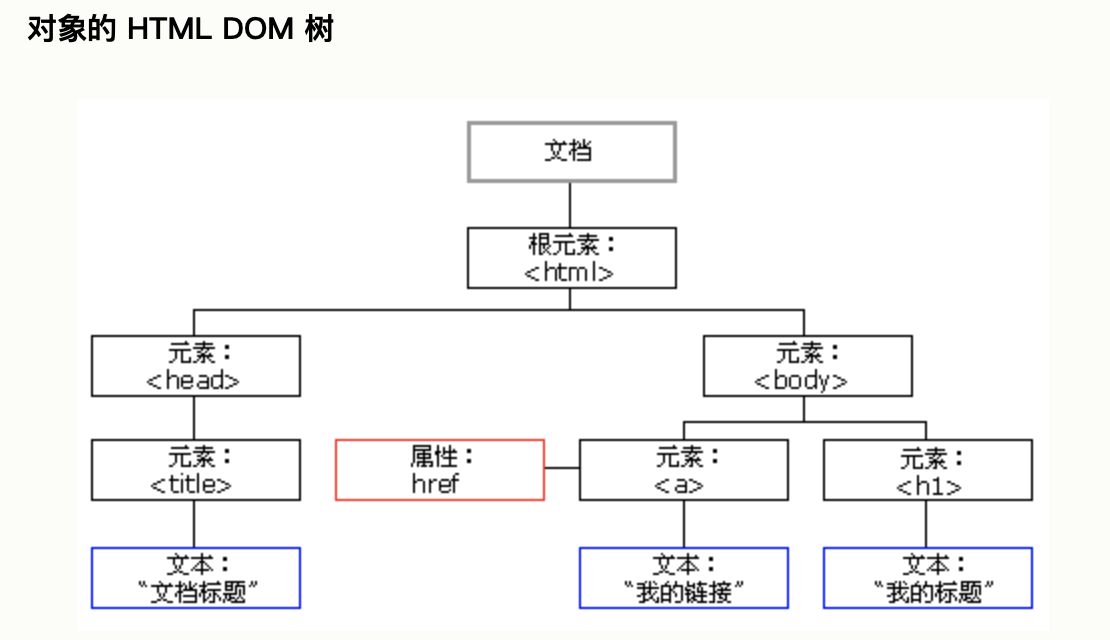 对象的 HTML DOM 树
文档
根元素：
<html>
元素：
<head>
元素：
<body>
元素：
<title>
属性：
href
元素：
<a>
元素：
<h1>
文本：
“文档标题”
文本：
“我的链接”
文本：
“我的标题”